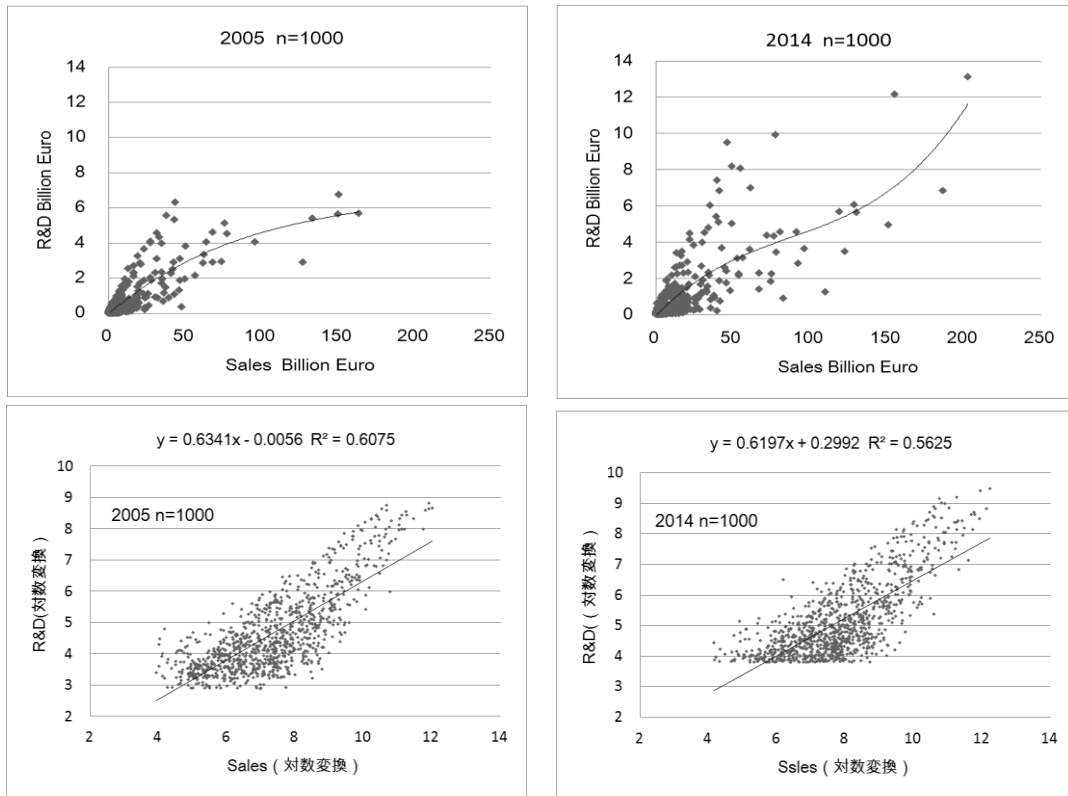 2005 n=1000
14
12
10
8
6
4
2
0
R&D Billion Euro
0 50 100 150 200 250
Sales Billion Euro
2014 n=1000
14
12
10
8
6
4
2
0
R&D Billion Euro
0 50 100 150 200 250
Sales Billion Euro
y = 0.6341x - 0.0056 R² = 0.6075
10
9
8
7
6
5
4
3
2
2005 n=1000
R&D(対数変換)
2 4 6 8 10 12 14
Sales ( 対数変換 )
y = 0.6197x + 0.2992 R² = 0.5625
10
9
8
7
6
5
4
3
2
2014 n=1000
R&D( ( 対数変換 )
2 4 6 8 10 12 14
Ssles ( 対数変換 )